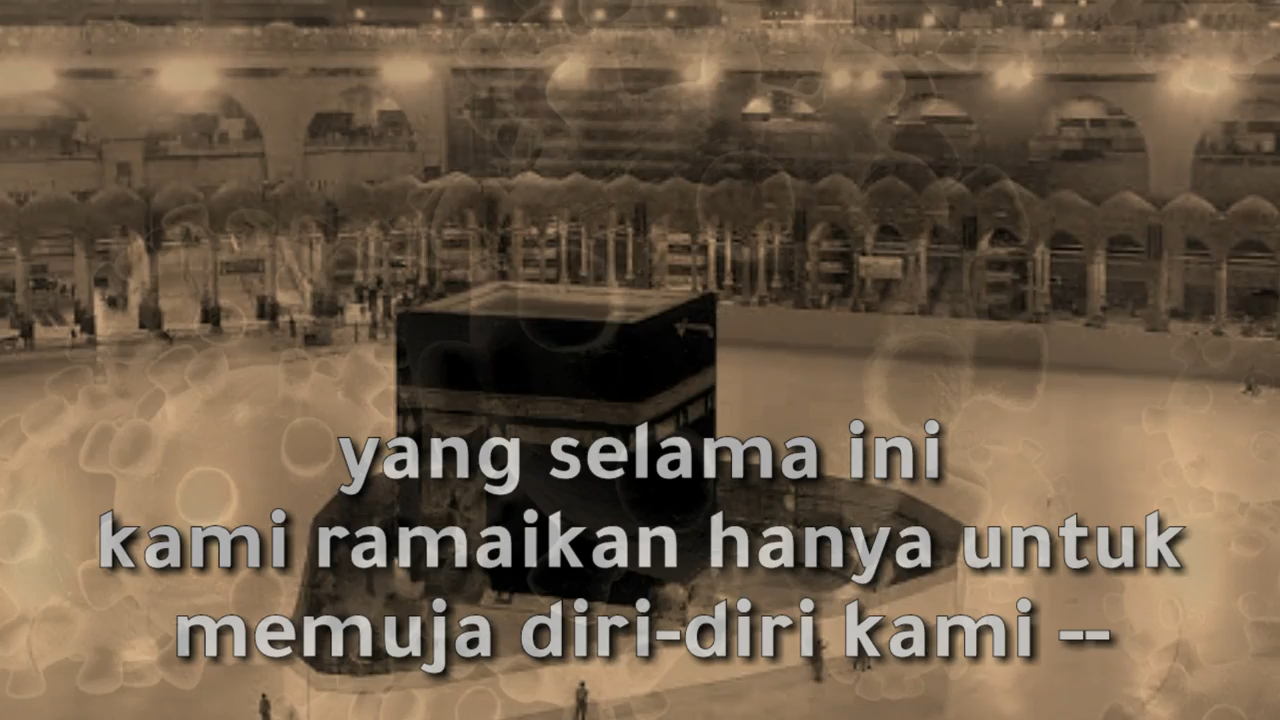 yang selama ini
kami ramaikan hanya untuk
memuja diri-diri kami --